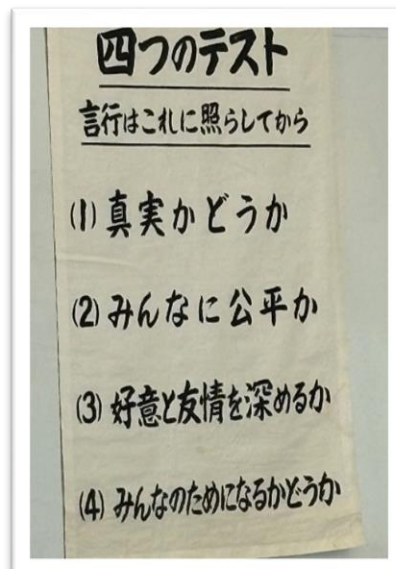 四つのテスト
言行はこれに照らしてから
(1) 真実かどうか
(2) みんなに公平か
(3) 好意と友情を深めるか
(4) みんなのためになるかどうか